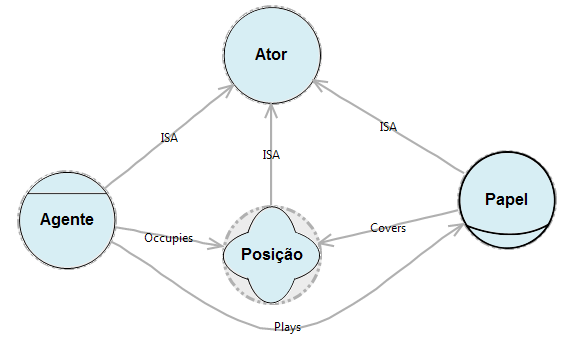 Ator
ISA
ISA
ISA
Agente
Papel
Occupies
Covers
Posição
Plays